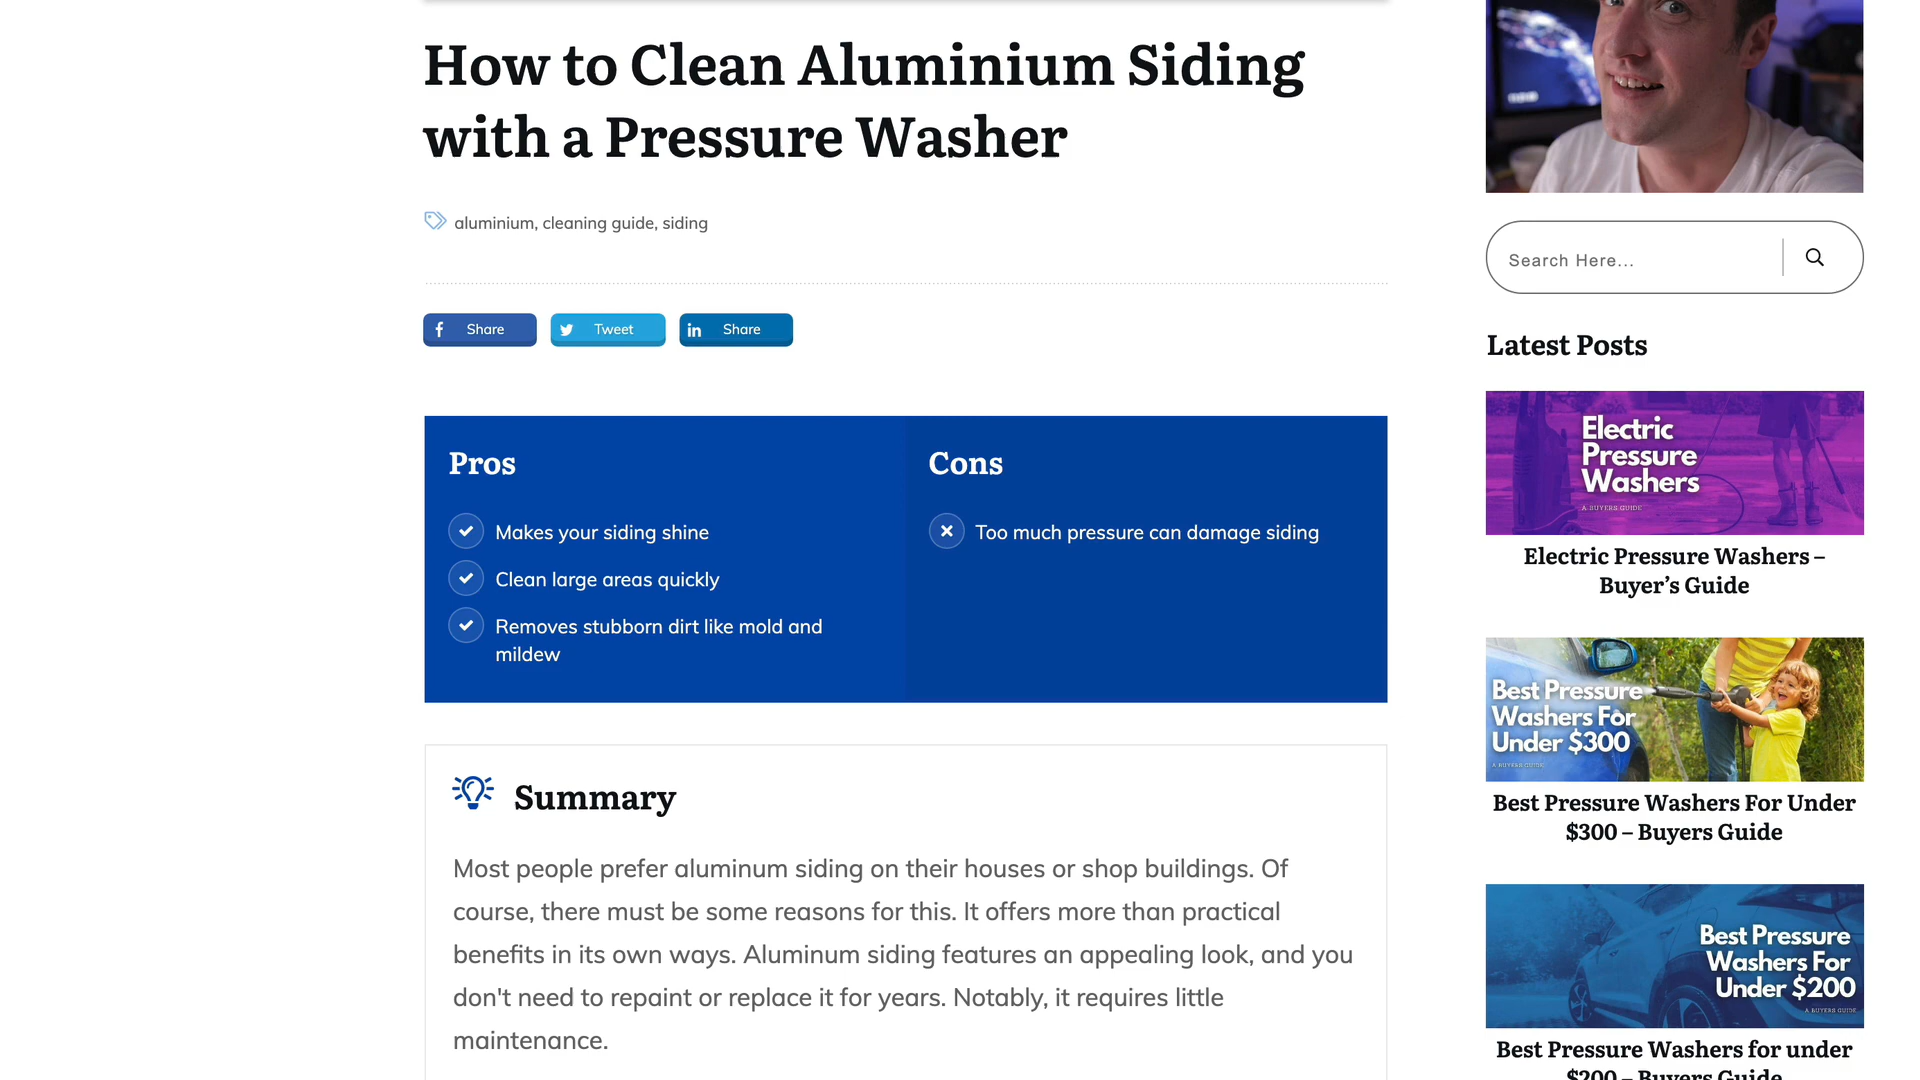 How to Clean Aluminium Siding
with a Pressure Washer
aluminium, cleaning guide, siding
Share
Tweet
Share
Pros
Makes your siding shine
Clean large areas quickly
Removes stubborn dirt like mold and
mildew
Cons
Too much pressure can damage siding
Summary
Most people prefer aluminum siding on their houses or shop buildings. Of
course, there must be some reasons for this. It offers more than practical
benefits in its own ways. Aluminum siding features an appealing look, and you
don't need to repaint or replace it for years. Notably, it requires little
maintenance.
Search Here...
Latest Posts
Electric
Pressure
Washers
A BUYERS GUIDE
Electric Pressure Washers –
Buyer’s Guide
Best Pressure
Washers For
Under $300
A BUYERS GUIDE
Best Pressure Washers For Under
$300 – Buyers Guide
Best Pressure
Washers For
Under $200
A BUYERS GUIDE
Best Pressure Washers for under
$200 – Buyers Guide